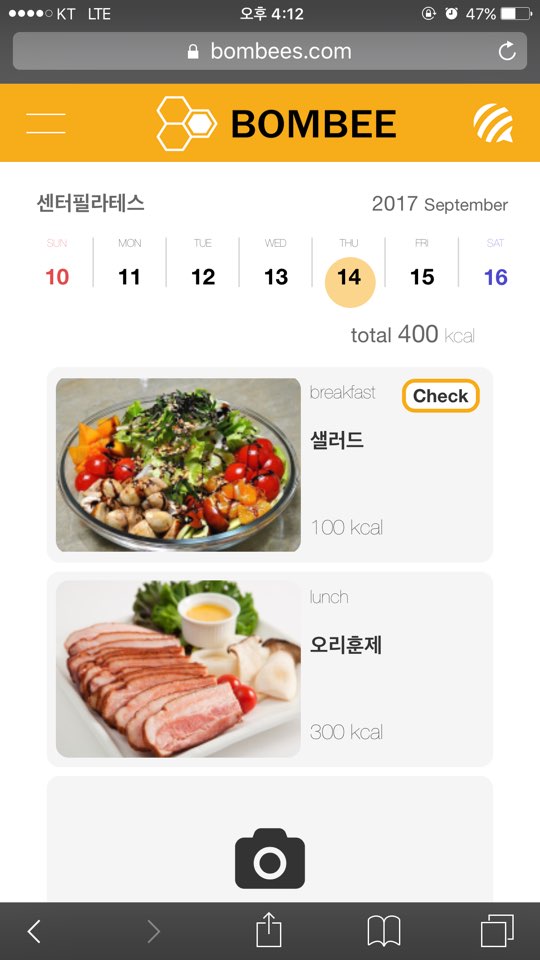 KT LTE 오후 4:12 47%
bombees.com
BOMBEE
센터필라테스 2017 September
SUN MON TUE WED THU FRI SAT
10 11 12 13 14 15 16
total 400 kcal
breakfast Check
샐러드
100 kcal
lunch
오리훈제
300 kcal